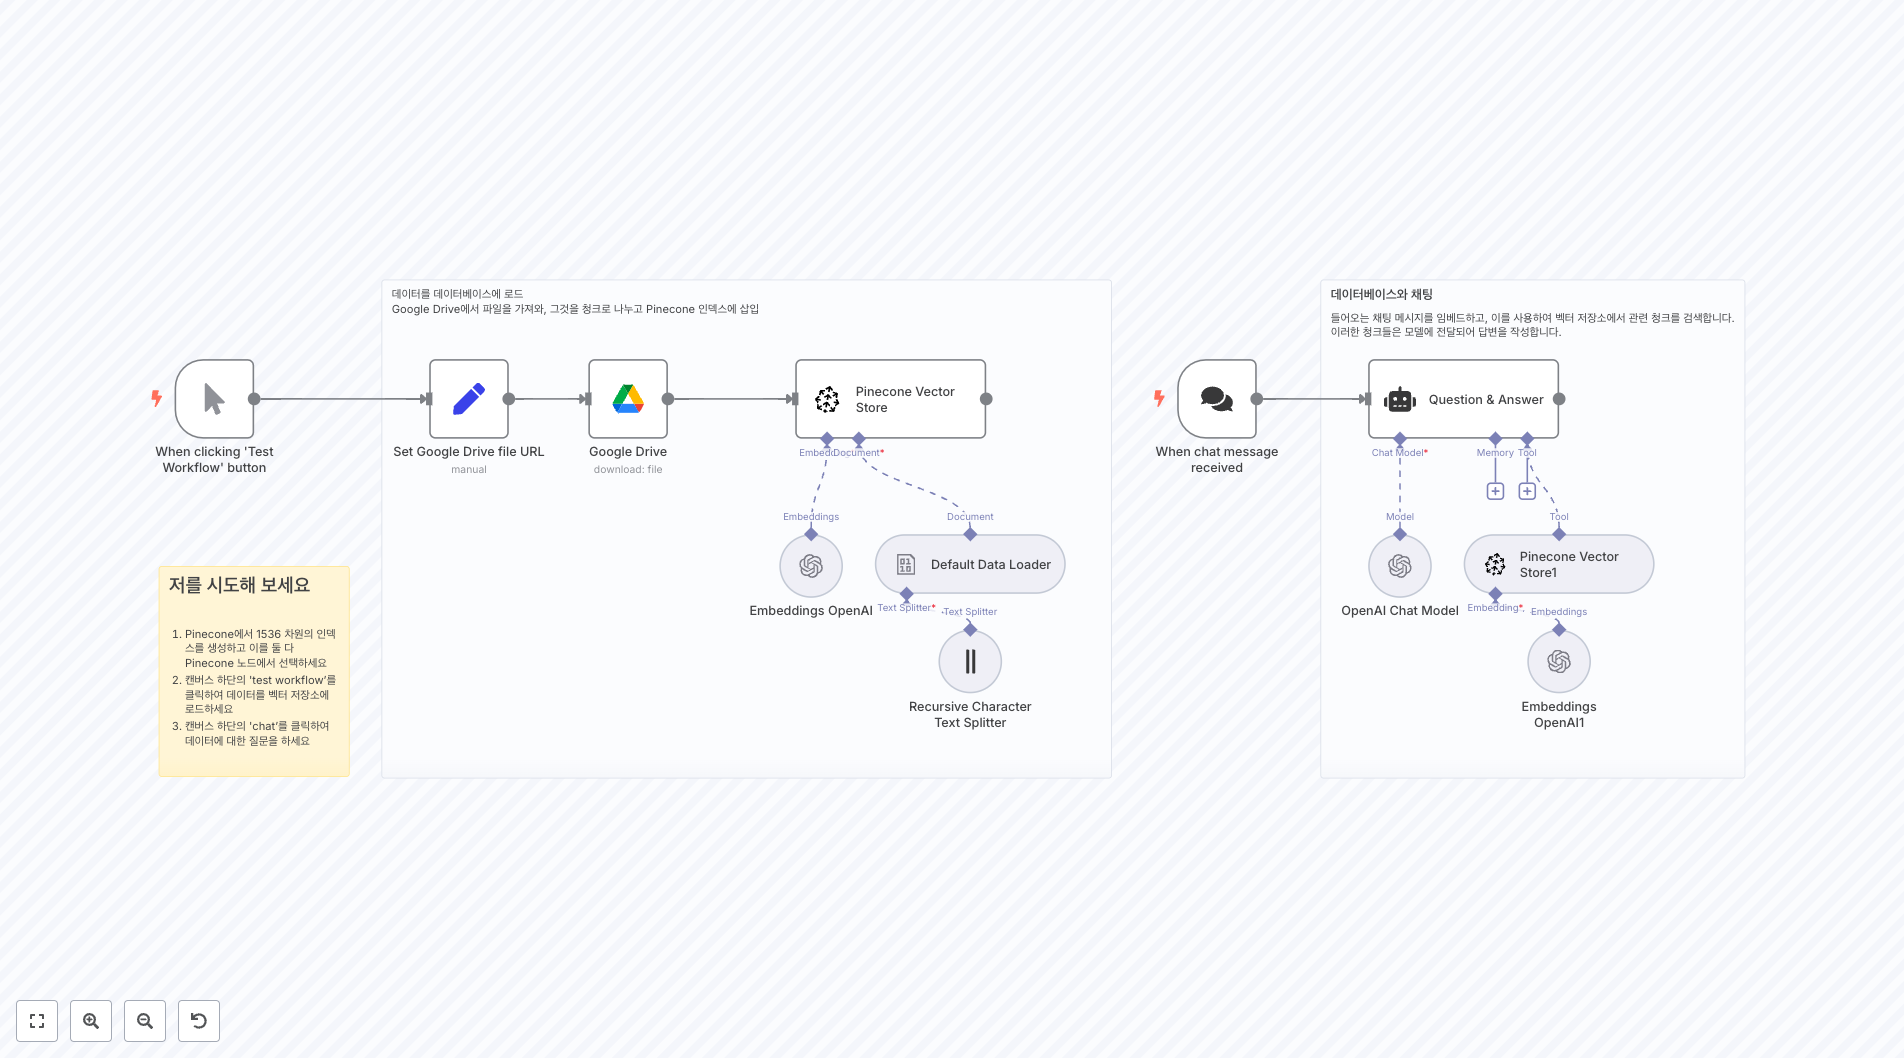 데이터를 데이터베이스에 로드
Google Drive에서 파일을 가져와, 그것을 청크로 나누고 Pinecone 인덱스에 삽입
When clicking 'Test
Workflow' button
Set Google Drive file URL
manual
Google Drive
download: file
Pinecone Vector
Store
Embed
Document*
Embeddings
Document
Embeddings OpenAI
Default Data Loader
Text Splitter*
Text Splitter
Recursive Character
Text Splitter
저를 시도해 보세요
1. Pinecone에서 1536 차원의 인덱
스를 생성하고 이를 둘 다
Pinecone 노드에서 선택하세요
2. 캔버스 하단의 'test workflow'를
클릭하여 데이터를 벡터 저장소에
로드하세요
3. 캔버스 하단의 'chat'를 클릭하여
데이터에 대한 질문을 하세요
When chat message
received
데이터베이스와 채팅
들어오는 채팅 메시지를 임베드하고, 이를 사용하여 벡터 저장소에서 관련 청크를 검색합니다.
이러한 청크들은 모델에 전달되어 답변을 작성합니다.
Question & Answer
Chat Model*
Memory
Tool
Model
Tool
OpenAI Chat Model
Pinecone Vector
Store1
Embedding*
Embeddings
Embeddings
OpenAI1